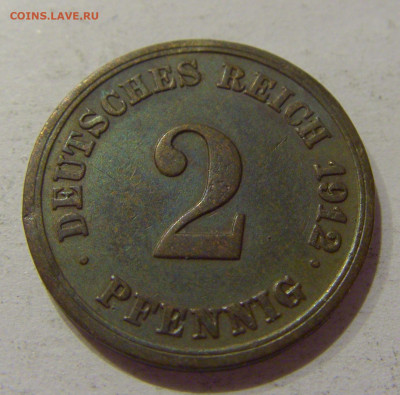 COINS.LAVE.RU
DEUTSCHES REICH 1912
2
· PFENNIG ·